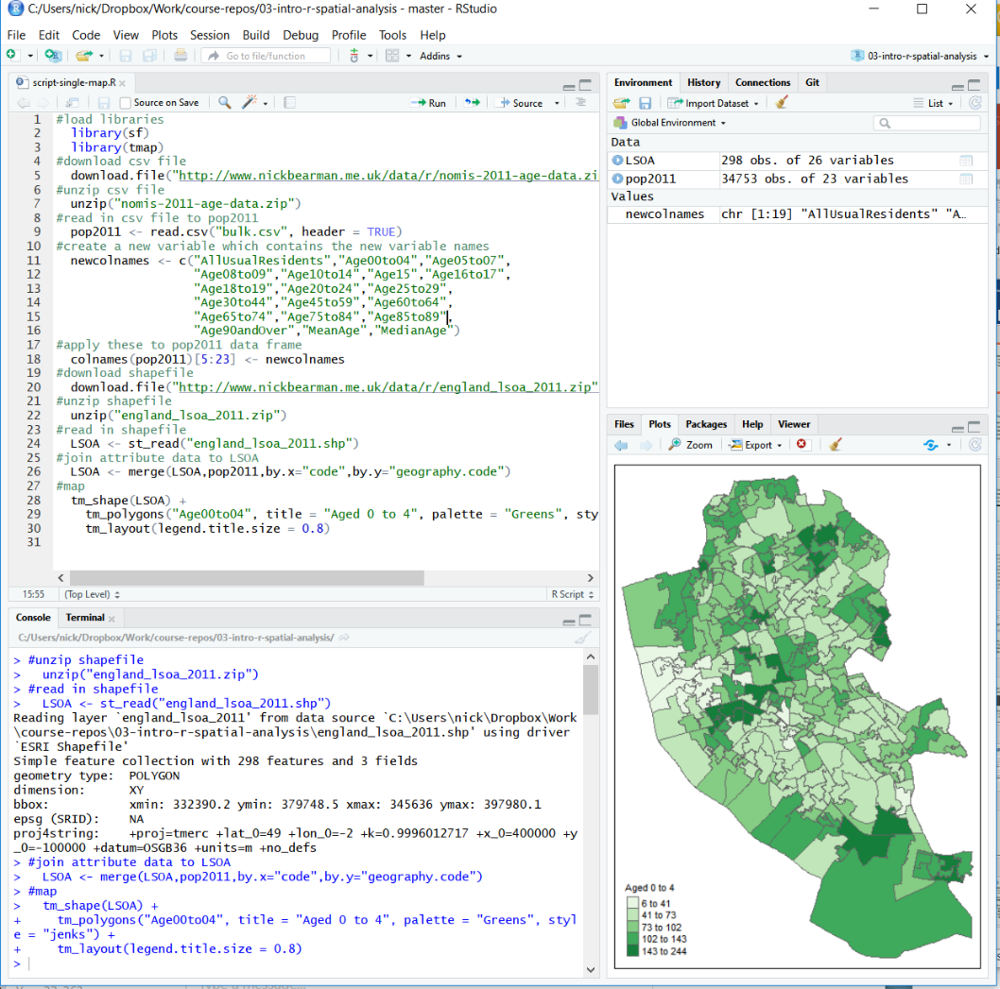 C:/Users/nick/Dropbox/Work/course-repos/03-intro-r-spatial-analysis - master - RStudio
File Edit Code View Plots Session Build Debug Profile Tools Help
Go to file/function Addins 03-intro-r-spatial-analysis
script-single-map.R
Source on Save Run Source
1 #load libraries
2 library(sf)
3 library(tmap)
4 #download csv file
5 download.file("http://www.nickbearman.me.uk/data/r/nomis-2011-age-data.zi
6 #unzip csv file
7 unzip("nomis-2011-age-data.zip")
8 #read in csv file to pop2011
9 pop2011 <- read.csv("bulk.csv", header = TRUE)
10 #create a new variable which contains the new variable names
11 newcolnames <- c("AllUsualResidents","Age00to04","Age05to07",
12 "Age08to09","Age10to14","Age15","Age16to17",
13 "Age18to19","Age20to24","Age25to29",
14 "Age30to44","Age45to59","Age60to64",
15 "Age65to74","Age75to84","Age85to89",
16 "Age90andOver","MeanAge","MedianAge")
17 #apply these to pop2011 data frame
18 colnames(pop2011)[5:23] <- newcolnames
19 #download shapefile
20 download.file("http://www.nickbearman.me.uk/data/r/england_lsoa_2011.zip"
21 #unzip shapefile
22 unzip("england_lsoa_2011.zip")
23 #read in shapefile
24 LSOA <- st_read("england_lsoa_2011.shp")
25 #join attribute data to LSOA
26 LSOA <- merge(LSOA,pop2011,by.x="code",by.y="geography.code")
27 #map
28 tm_shape(LSOA) +
29 tm_polygons("Age00to04", title = "Aged 0 to 4", palette = "Greens", sty
30 tm_layout(legend.title.size = 0.8)
31
15:55 (Top Level) R Script
Console Terminal
C:/Users/nick/Dropbox/Work/course-repos/03-intro-r-spatial-analysis/
> #unzip shapefile
> unzip("england_lsoa_2011.zip")
> #read in shapefile
> LSOA <- st_read("england_lsoa_2011.shp")
Reading layer `england_lsoa_2011' from data source `C:\Users\nick\Dropbox\Work
\course-repos\03-intro-r-spatial-analysis\england_lsoa_2011.shp' using driver
`ESRI Shapefile'
Simple feature collection with 298 features and 3 fields
geometry type: POLYGON
dimension: XY
bbox: xmin: 332390.2 ymin: 379748.5 xmax: 345636 ymax: 397980.1
epsg (SRID): NA
proj4string: +proj=tmerc +lat_0=49 +lon_0=-2 +k=0.9996012717 +x_0=400000 +y
_0=-100000 +datum=OSGB36 +units=m +no_defs
> #join attribute data to LSOA
> LSOA <- merge(LSOA,pop2011,by.x="code",by.y="geography.code")
> #map
> tm_shape(LSOA) +
+ tm_polygons("Age00to04", title = "Aged 0 to 4", palette = "Greens", styl
e = "jenks") +
+ tm_layout(legend.title.size = 0.8)
>
Environment History Connections Git
Import Dataset List
Global Environment
Data
LSOA 298 obs. of 26 variables
pop2011 34753 obs. of 23 variables
Values
newcolnames chr [1:19] "AllUsualResidents" "A…
Files Plots Packages Help Viewer
Zoom Export
Aged 0 to 4
6 to 41
41 to 73
73 to 102
102 to 143
143 to 244